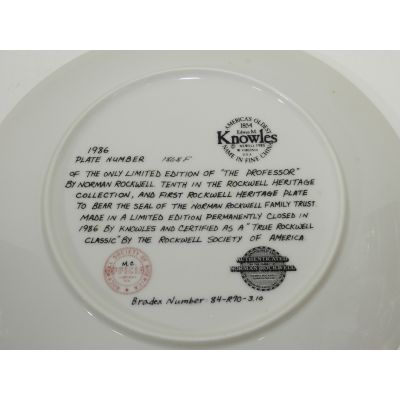 AMERICA'S OLDEST
1854
Edwin M.
Knowles
NAME IN FINE CHINA
1986
PLATE NUMBER 1868 F
OF THE ONLY LIMITED EDITION OF "THE PROFESSOR"
BY NORMAN ROCKWELL TENTH IN THE ROCKWELL HERITAGE
COLLECTION, AND FIRST ROCKWELL HERITAGE PLATE
TO BEAR THE SEAL OF THE NORMAN ROCKWELL FAMILY TRUST
MADE IN A LIMITED EDITION PERMANENTLY CLOSED IN
1986 BY KNOWLES AND CERTIFIED AS A "TRUE ROCKWELL
CLASSIC" BY THE ROCKWELL SOCIETY OF AMERICA
M.C.
OFFICIAL
AUTHENTICATED
NORMAN ROCKWELL
Bradex Number 84-R70-3.10